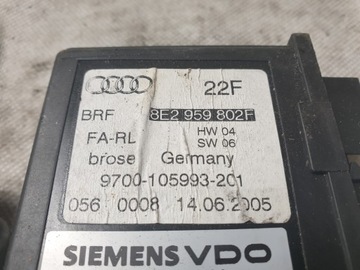 22F
BRF 8E2 959 802F
FA-RL HW 04
SW 06
brose Germany
9700-105993-201
056 0008 14.06.2005
SIEMENS VDO